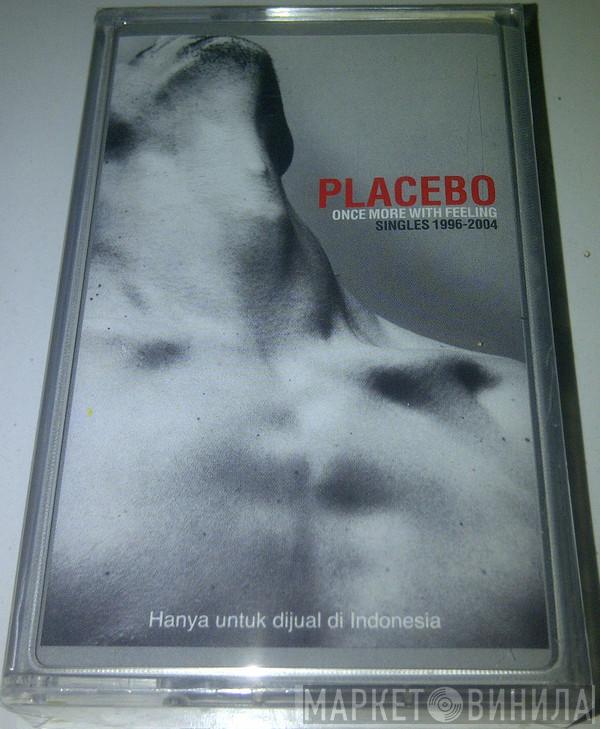 PLACEBO
ONCE MORE WITH FEELING
SINGLES 1996-2004
Hanya untuk dijual di Indonesia
МАРКЕТ ВИНИЛА